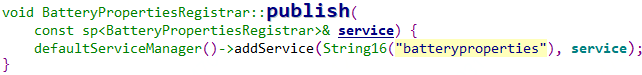 void BatteryPropertiesRegistrar::publish(
const sp<BatteryPropertiesRegistrar>& service) {
defaultServiceManager()->addService(String16("batteryproperties"), service);
}